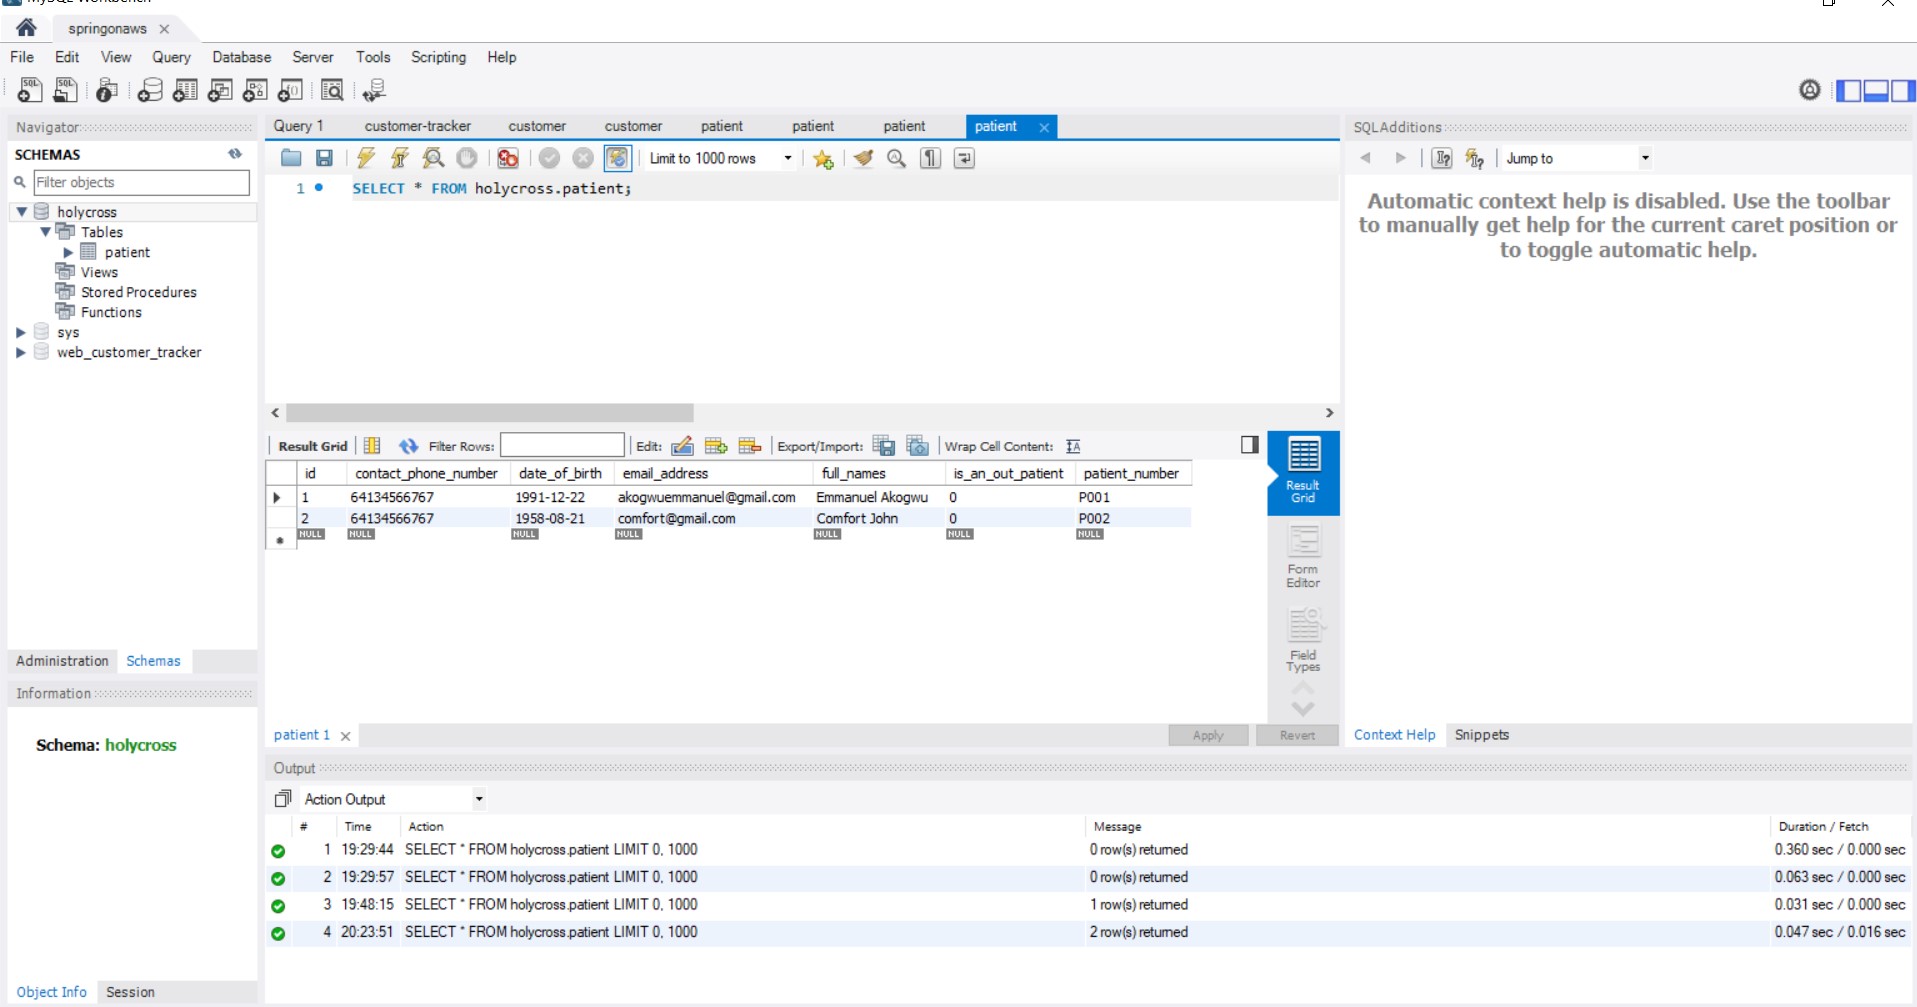 MySQL Workbench
springonaws
File Edit View Query Database Server Tools Scripting Help
Navigator
SCHEMAS
Filter objects
holycross
Tables
patient
Views
Stored Procedures
Functions
sys
web_customer_tracker
Administration Schemas
Information
Schema: holycross
Object Info Session
Query 1 customer-tracker customer customer patient patient patient patient
Limit to 1000 rows
1 SELECT * FROM holycross.patient;
Result Grid Filter Rows: Edit: Export/Import: Wrap Cell Content:
id contact_phone_number date_of_birth email_address full_names is_an_out_patient patient_number
1 64134566767 1991-12-22 akogwuemmanuel@gmail.com Emmanuel Akogwu 0 P001
2 64134566767 1958-08-21 comfort@gmail.com Comfort John 0 P002
NULL NULL NULL NULL NULL NULL NULL
Result
Grid
Form
Editor
Field
Types
patient 1 Apply Revert
SQLAdditions
Jump to
Automatic context help is disabled. Use the toolbar
to manually get help for the current caret position or
to toggle automatic help.
Context Help Snippets
Output
Action Output
# Time Action Message Duration / Fetch
1 19:29:44 SELECT * FROM holycross.patient LIMIT 0, 1000 0 row(s) returned 0.360 sec / 0.000 sec
2 19:29:57 SELECT * FROM holycross.patient LIMIT 0, 1000 0 row(s) returned 0.063 sec / 0.000 sec
3 19:48:15 SELECT * FROM holycross.patient LIMIT 0, 1000 1 row(s) returned 0.031 sec / 0.000 sec
4 20:23:51 SELECT * FROM holycross.patient LIMIT 0, 1000 2 row(s) returned 0.047 sec / 0.016 sec